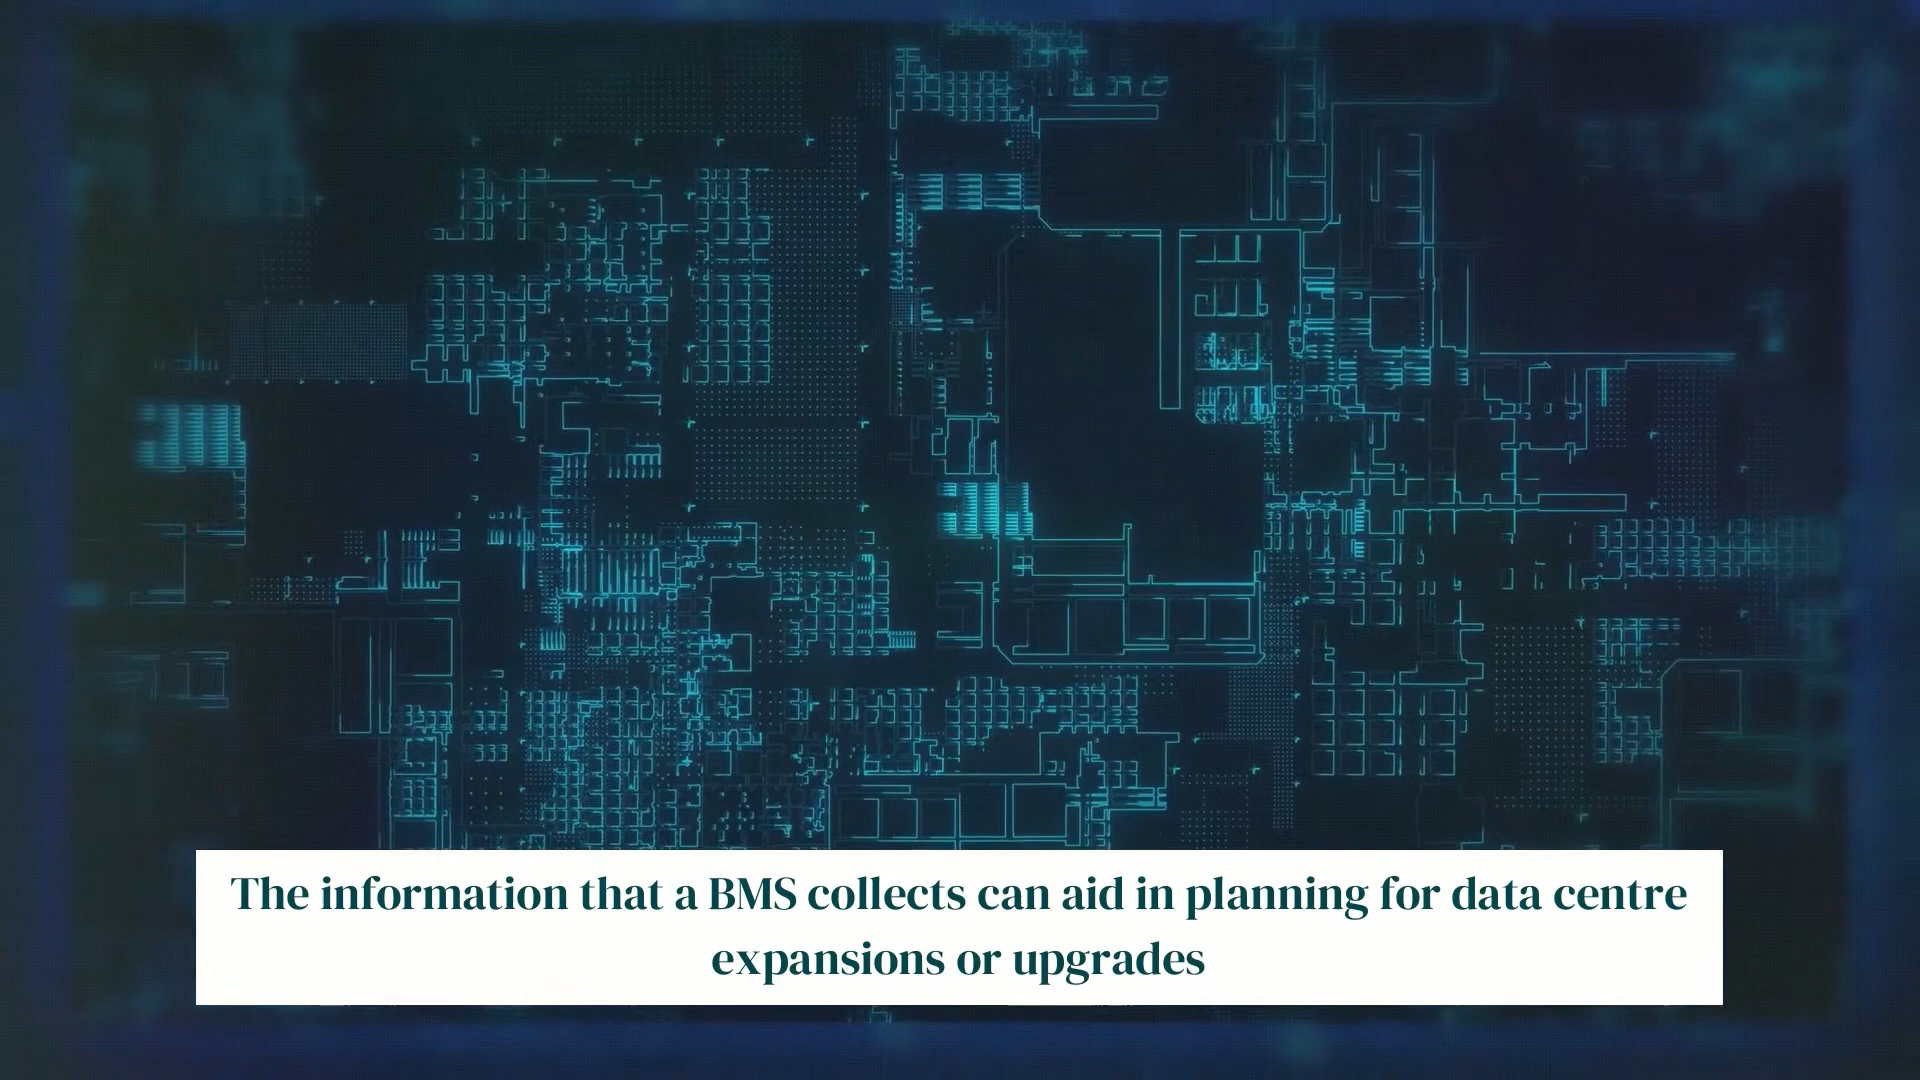 The information that a BMS collects can aid in planning for data centre
expansions or upgrades